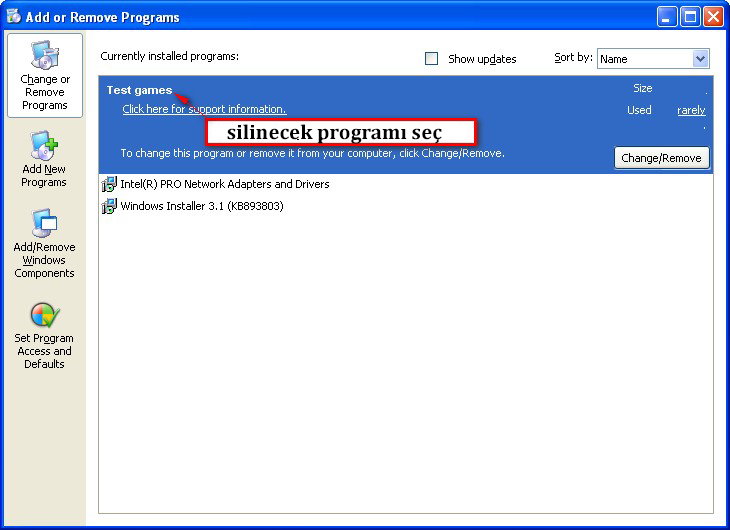 Add or Remove Programs
Change or
Remove
Programs
Add New
Programs
Add/Remove
Windows
Components
Set Program
Access and
Defaults
Currently installed programs:
Show updates
Sort by:
Name
Test games
Size
Click here for support information.
Used
rarely
silinecek programı seç
To change this program or remove it from your computer, click Change/Remove.
Change/Remove
Intel(R) PRO Network Adapters and Drivers
Windows Installer 3.1 (KB893803)